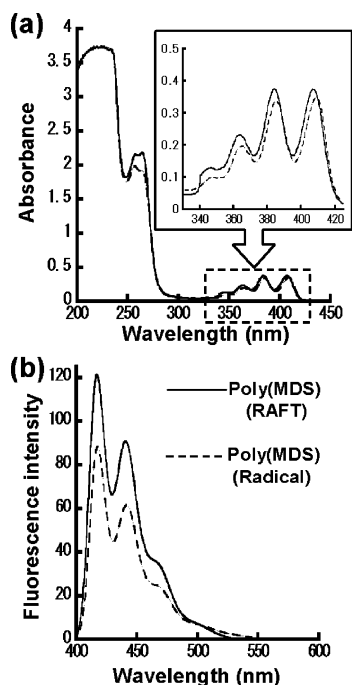 (a)
Absorbance
4
3.5
3
2.5
2
1.5
1
0.5
0
200 250 300 350 400 450
Wavelength (nm)
0.5
0.4
0.3
0.2
0.1
0
340 360 380 400 420
(b)
Fluorescence intensity
120
100
80
60
40
20
0
400 450 500 550 600
Wavelength (nm)
Poly(MDS)
(RAFT)
Poly(MDS)
(Radical)